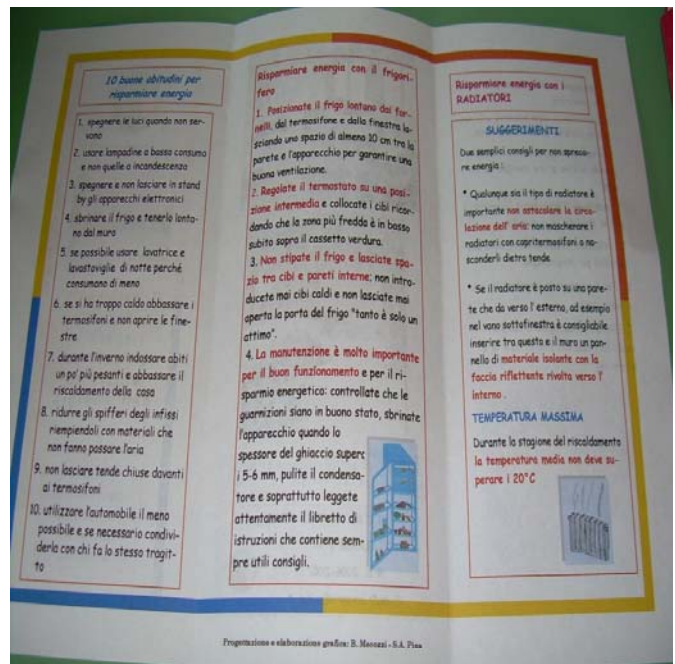 10 buone abitudini per
risparmiare energia
1. spegnere le luci quando non ser-
vono
2. usare lampadine a basso consumo
e non quelle a incandescenza
3. spegnere e non lasciare in stand
by gli apparecchi elettronici
4. sbrinare il frigo e tenerlo lonta-
no dal muro
5. se possibile usare lavatrice e
lavastoviglie di notte perché
consumano di meno
6. se si ha troppo caldo abbassare i
termosifoni e non aprire le fine-
stre
7. durante l'inverno indossare abiti
un po' più pesanti e abbassare il
riscaldamento della casa
8. ridurre gli spifferi degli infissi
riempiendoli con materiali che
non fanno passare l'aria
9. non lasciare tende chiuse davanti
ai termosifoni
10. utilizzare l'automobile il meno
possibile e se necessario condivi-
derla con chi fa lo stesso tragit-
to
Risparmiare energia con il frigori-
fero
1. Posizionate il frigo lontano dai for-
nelli, dal termosifone e dalla finestra la-
sciando uno spazio di almeno 10 cm tra la
parete e l'apparecchio per garantire una
buona ventilazione.
2. Regolate il termostato su una posi-
zione intermedia e collocate i cibi ricor-
dando che la zona più fredda è in basso
subito sopra il cassetto verdura.
3. Non stipate il frigo e lasciate spa-
zio tra cibi e pareti interne; non intro-
ducete mai cibi caldi e non lasciate mai
aperta la porta del frigo "tanto è solo un
attimo".
4. La manutenzione è molto importante
per il buon funzionamento e per il ri-
sparmio energetico: controllate che le
guarnizioni siano in buono stato, sbrinate
l'apparecchio quando lo
spessore del ghiaccio supera
i 5-6 mm, pulite il condensa-
tore e soprattutto leggete
attentamente il libretto di
istruzioni che contiene sem-
pre utili consigli.
Risparmiare energia con i
RADIATORI
SUGGERIMENTI
Due semplici consigli per non spreca-
re energia :
* Qualunque sia il tipo di radiatore è
importante non ostacolare la circo-
lazione dell' aria: non mascherare i
radiatori con copritermosifoni o na-
sconderli dietro tende
* Se il radiatore è posto su una pare-
te che da verso l' esterno, ad esempio
nel vano sottofinestra è consigliabile
inserire tra questo e il muro un pan-
nello di materiale isolante con la
faccia riflettente rivolta verso l'
interno .
TEMPERATURA MASSIMA
Durante la stagione del riscaldamento
la temperatura media non deve su-
perare i 20°C
Progettazione e elaborazione grafica: B. Menozzi - S.A. Piza